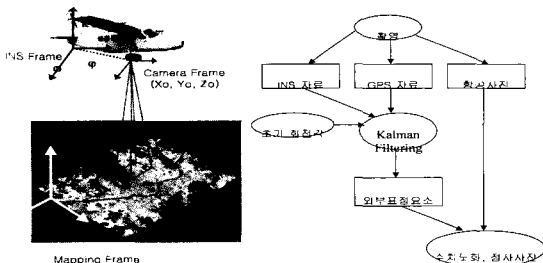 INS Frame
φ
Camera Frame
(Xo, Yo, Zo)
Mapping Frame
촬영
INS 자료
GPS 자료
항공사진
초기 회전각
Kalman
Filtering
외부표정요소
수치도화, 정사사진